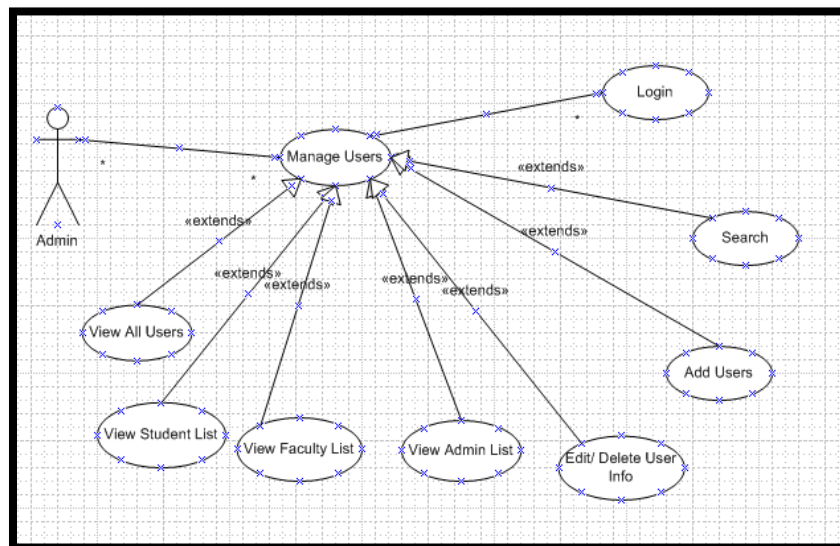 Login
*
Manage Users
*
*
Admin
«extends»
Search
«extends»
«extends»
«extends»
«extends»
«extends»
«extends»
View All Users
Add Users
View Student List
View Faculty List
View Admin List
Edit/ Delete User
Info